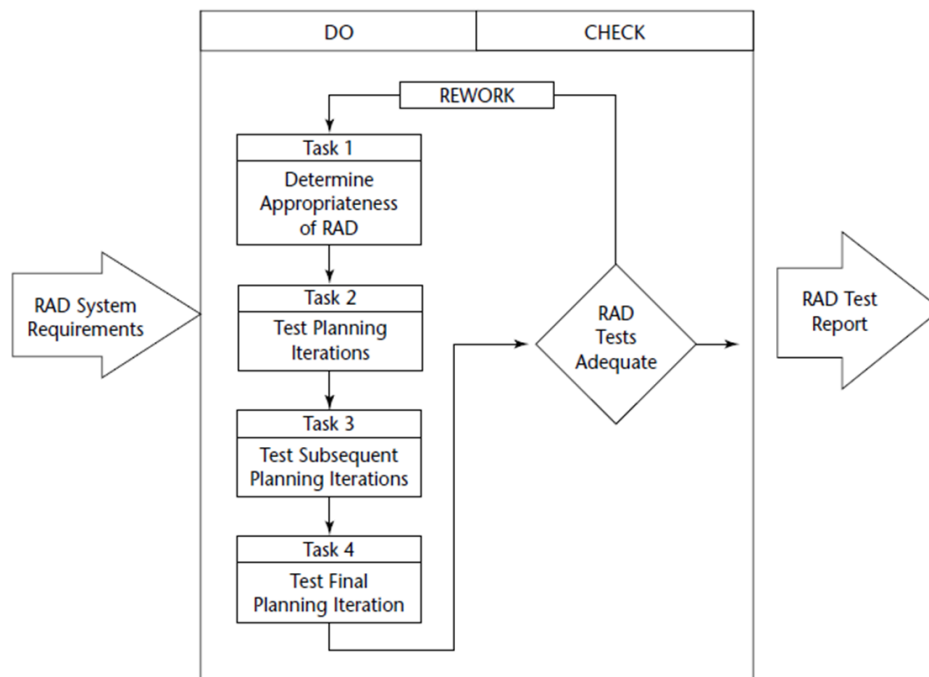 DO
CHECK
REWORK
Task 1
Determine
Appropriateness
of RAD
RAD System
Requirements
Task 2
Test Planning
Iterations
RAD
Tests
Adequate
RAD Test
Report
Task 3
Test Subsequent
Planning Iterations
Task 4
Test Final
Planning Iteration